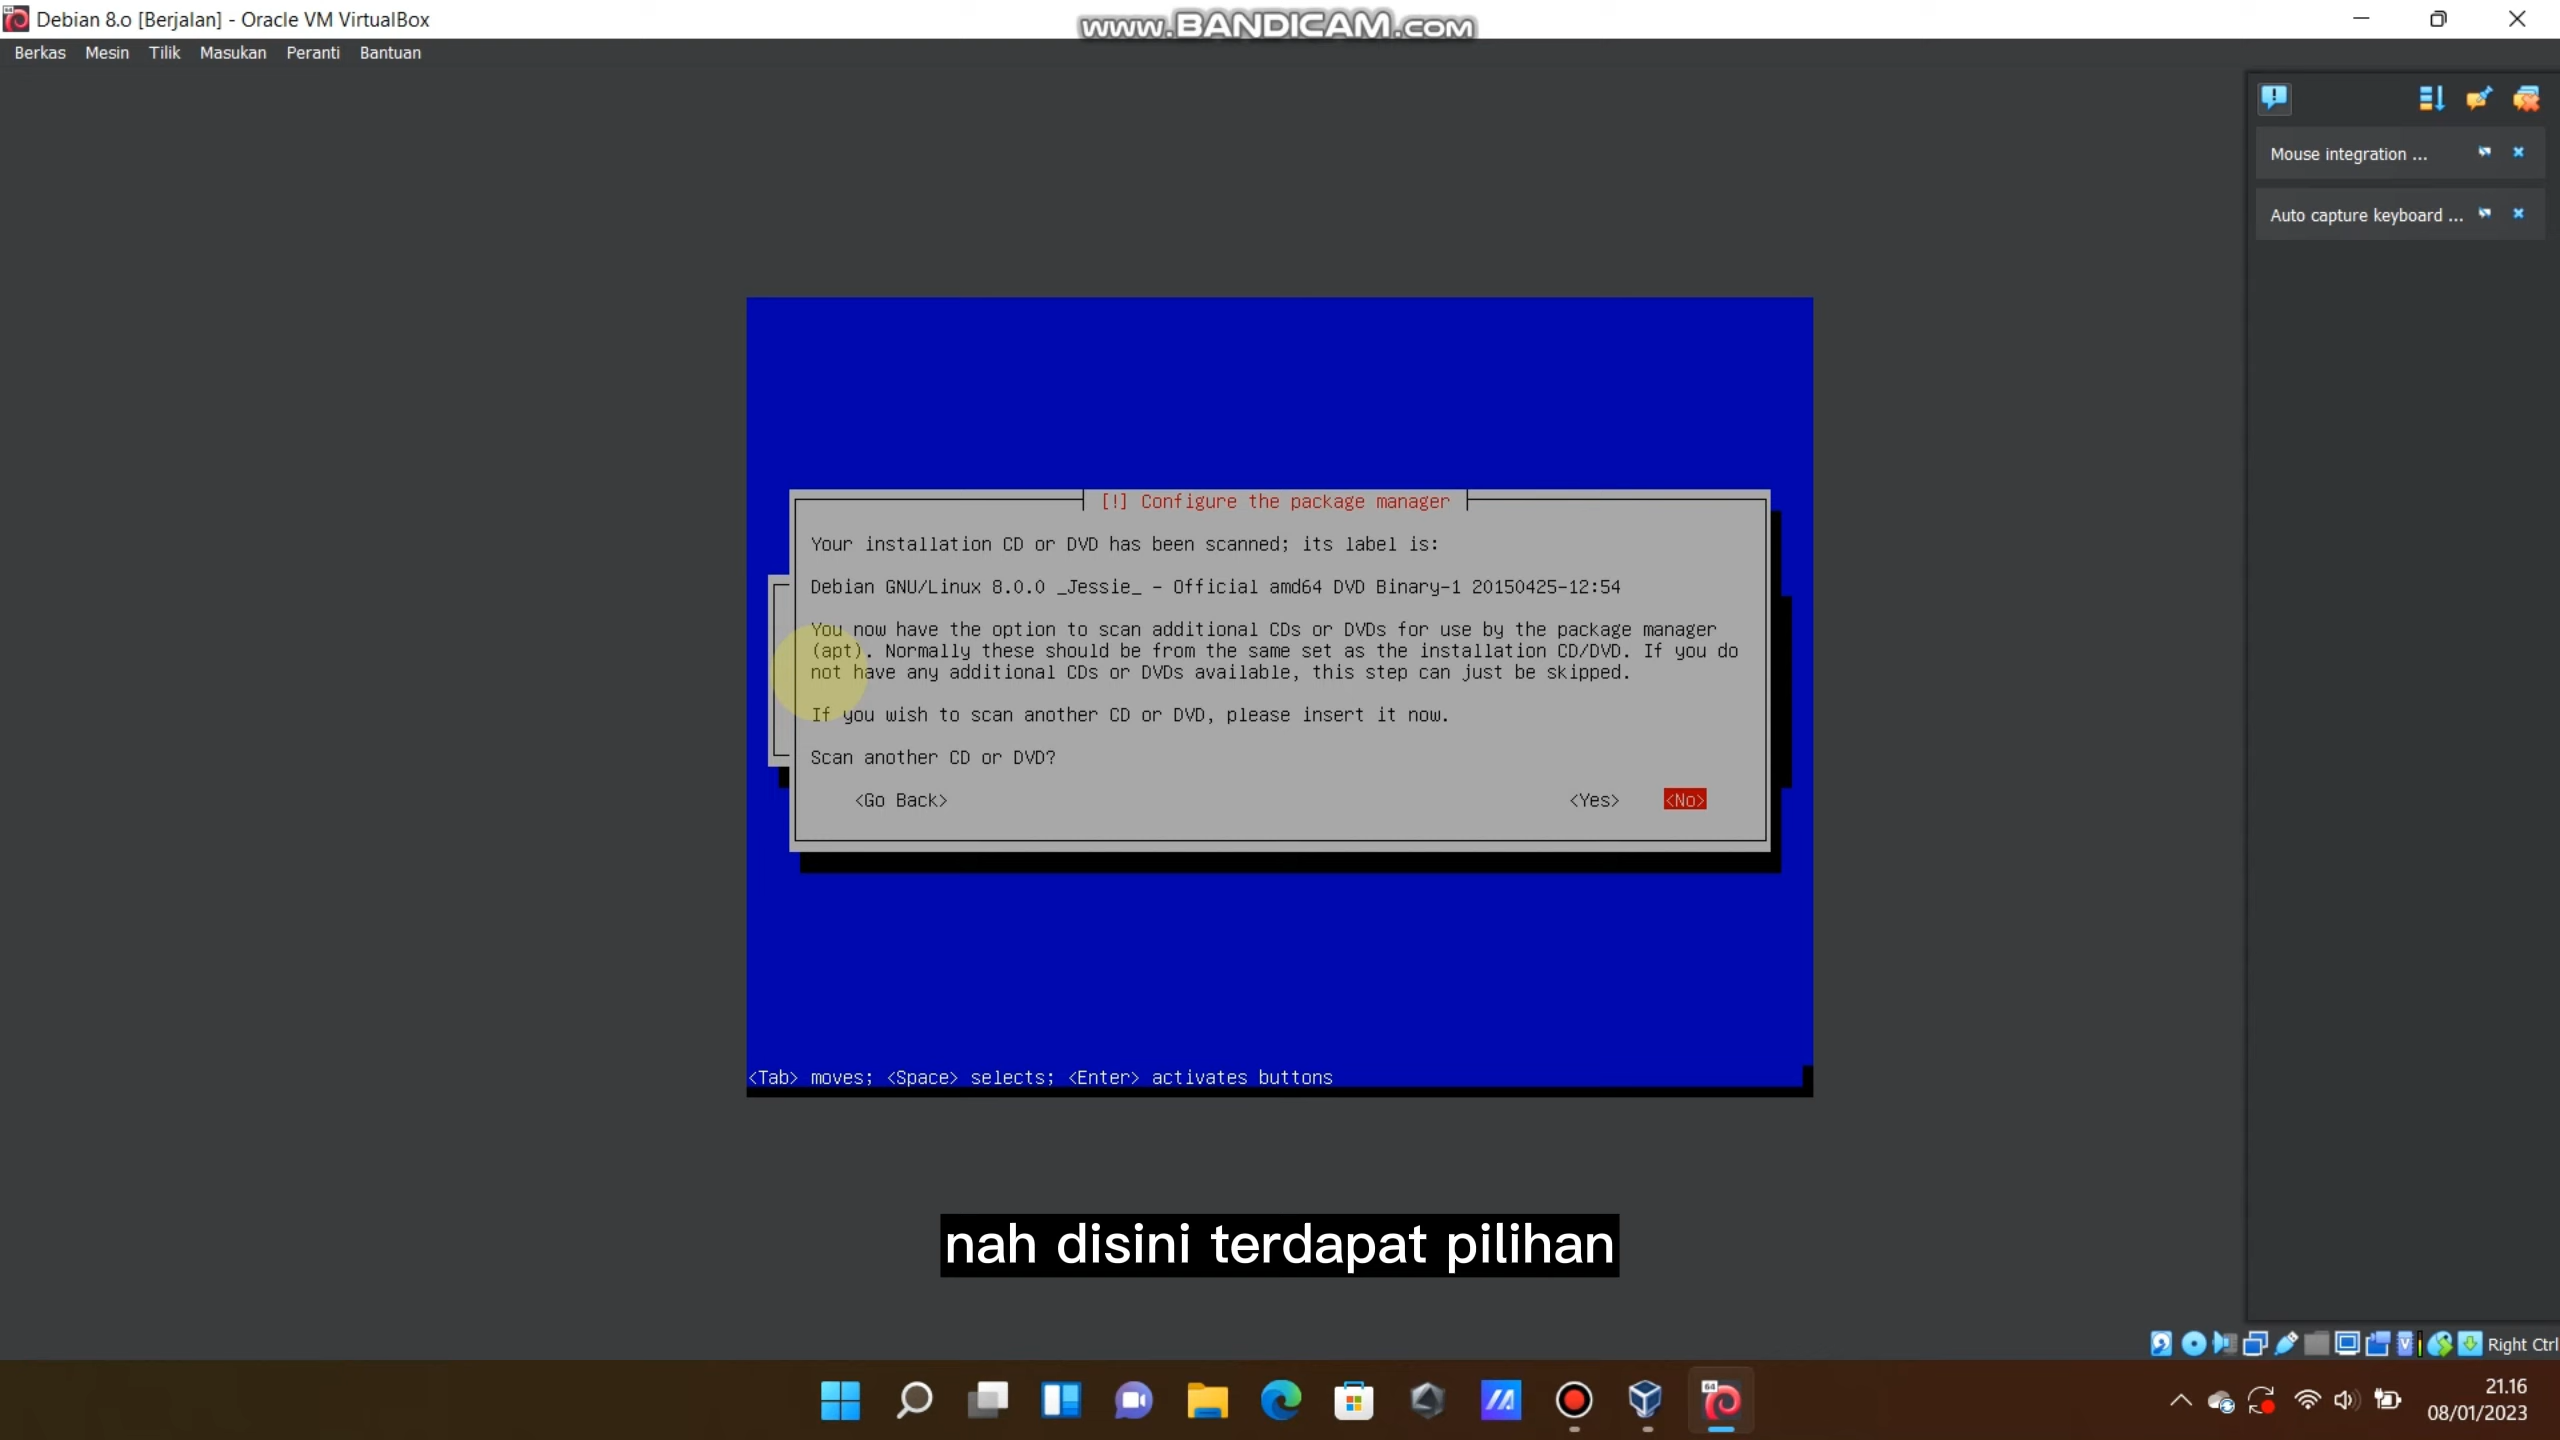 Debian 8.o [Berjalan] - Oracle VM VirtualBox
www.BANDICAM.com
Berkas Mesin Tilik Masukan Peranti Bantuan
Mouse integration ...
Auto capture keyboard ...
[!] Configure the package manager
Your installation CD or DVD has been scanned; its label is:
Debian GNU/Linux 8.0.0 _Jessie_ - Official amd64 DVD Binary-1 20150425-12:54
You now have the option to scan additional CDs or DVDs for use by the package manager
(apt). Normally these should be from the same set as the installation CD/DVD. If you do
not have any additional CDs or DVDs available, this step can just be skipped.
If you wish to scan another CD or DVD, please insert it now.
Scan another CD or DVD?
<Go Back> <Yes> <No>
<Tab> moves; <Space> selects; <Enter> activates buttons
nah disini terdapat pilihan
Right Ctrl
64
21.16
08/01/2023